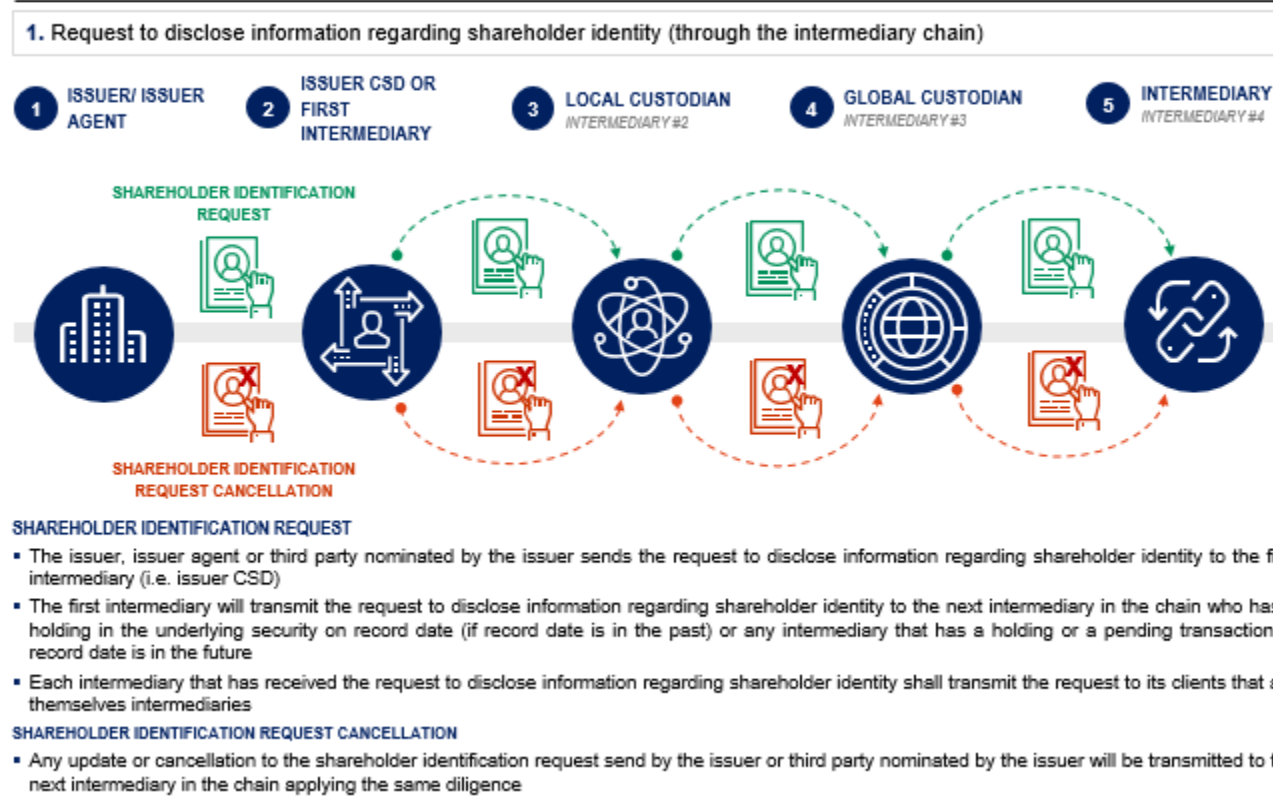 1. Request to disclose information regarding shareholder identity (through the intermediary chain)
1
ISSUER/ ISSUER
AGENT
2
ISSUER CSD OR
FIRST
INTERMEDIARY
3
LOCAL CUSTODIAN
INTERMEDIARY #2
4
GLOBAL CUSTODIAN
INTERMEDIARY #3
5
INTERMEDIARY
INTERMEDIARY #4
SHAREHOLDER IDENTIFICATION
REQUEST
X
X
X
X
SHAREHOLDER IDENTIFICATION
REQUEST CANCELLATION
SHAREHOLDER IDENTIFICATION REQUEST
▪ The issuer, issuer agent or third party nominated by the issuer sends the request to disclose information regarding shareholder identity to the
intermediary (i.e. issuer CSD)
▪ The first intermediary will transmit the request to disclose information regarding shareholder identity to the next intermediary in the chain who has
holding in the underlying security on record date (if record date is in the past) or any intermediary that has a holding or a pending transaction
record date is in the future
▪ Each intermediary that has received the request to disclose information regarding shareholder identity shall transmit the request to its clients that
themselves intermediaries
SHAREHOLDER IDENTIFICATION REQUEST CANCELLATION
▪ Any update or cancellation to the shareholder identification request send by the issuer or third party nominated by the issuer will be transmitted to
next intermediary in the chain applying the same diligence